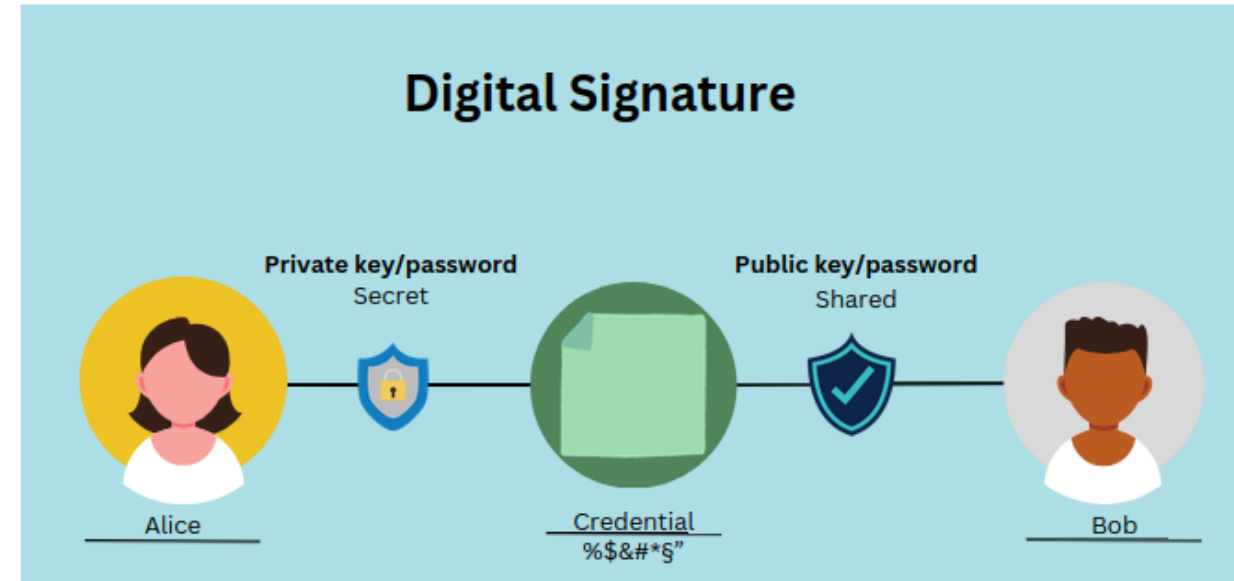 Digital Signature
Private key/password
Secret
Public key/password
Shared
Alice
Credential
%$&#*§”
Bob